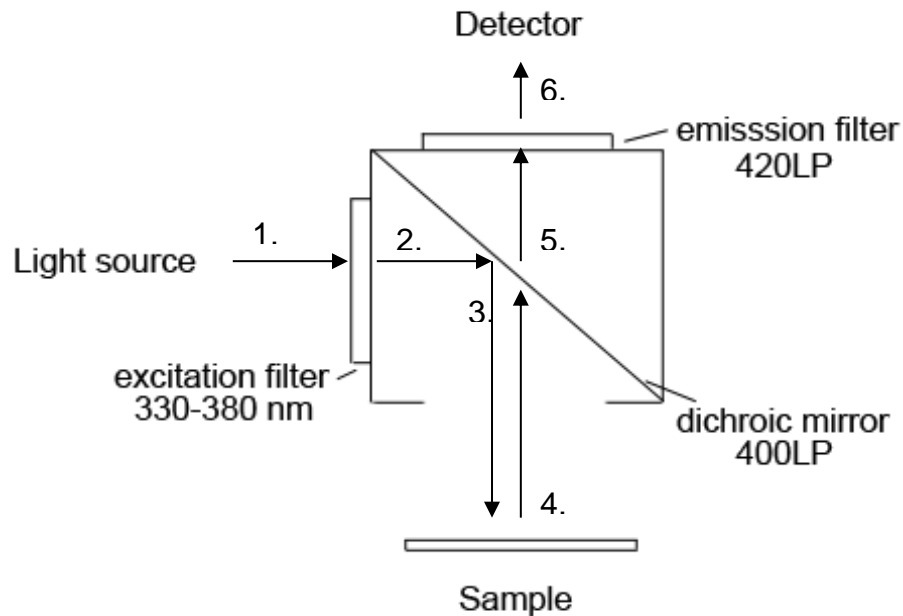 Detector
6.
emisssion filter
420LP
1.
2.
5.
Light source
3.
excitation filter
330-380 nm
dichroic mirror
400LP
4.
Sample